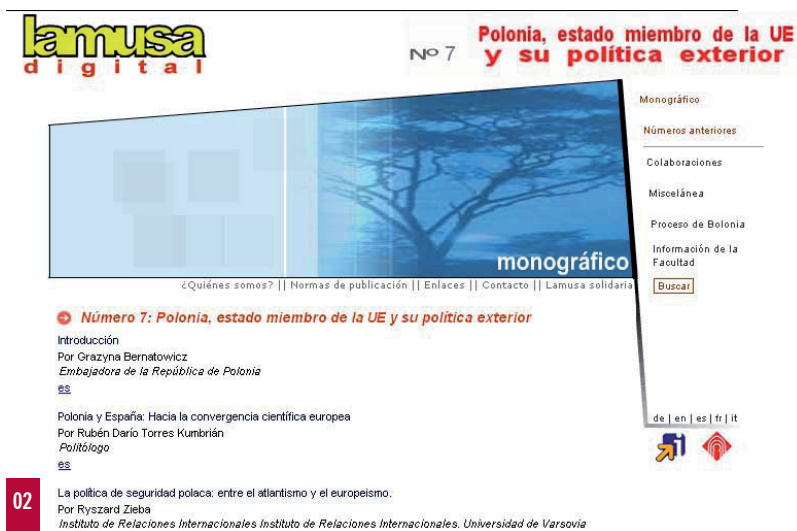 lamusa
digital
Nº 7
Polonia, estado miembro de la UE
y su política exterior
Monográfico
Números anteriores
Colaboraciones
Miscelánea
Proceso de Bolonia
Información de la
Facultad
Buscar
monográfico
¿Quiénes somos? || Normas de publicación || Enlaces || Contacto || Lamusa solidaria
Número 7: Polonia, estado miembro de la UE y su política exterior
Introducción
Por Grazyna Bernatowicz
Embajadora de la República de Polonia
es
Polonia y España: Hacia la convergencia científica europea
Por Rubén Darío Torres Kumbrián
Politólogo
es
de | en | es | fr | it
02
La política de seguridad polaca: entre el atlantismo y el europeismo.
Por Ryszard Zieba
Instituto de Relaciones Internacionales Instituto de Relaciones Internacionales. Universidad de Varsovia